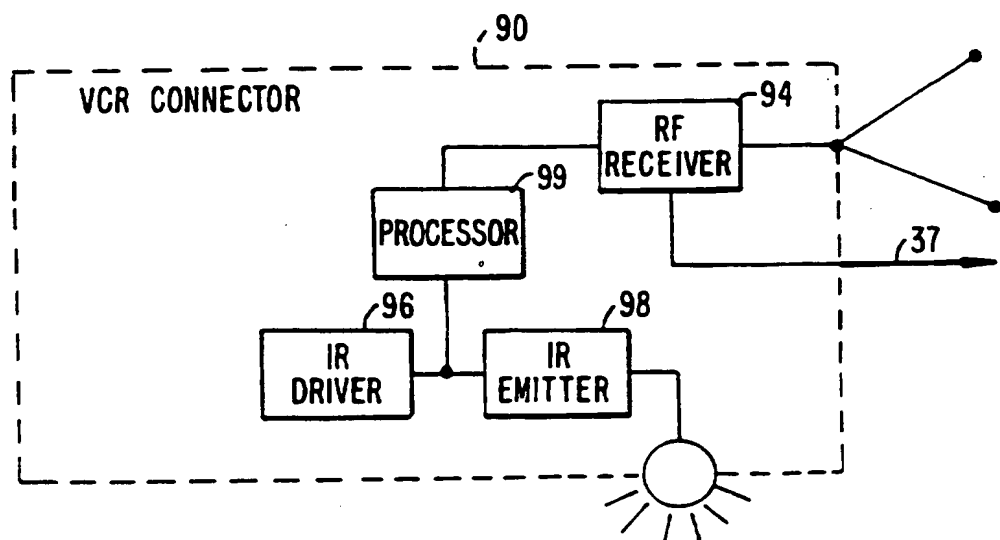 90
VCR CONNECTOR
94
RF
RECEIVER
99
PROCESSOR
37
96
IR
DRIVER
98
IR
EMITTER